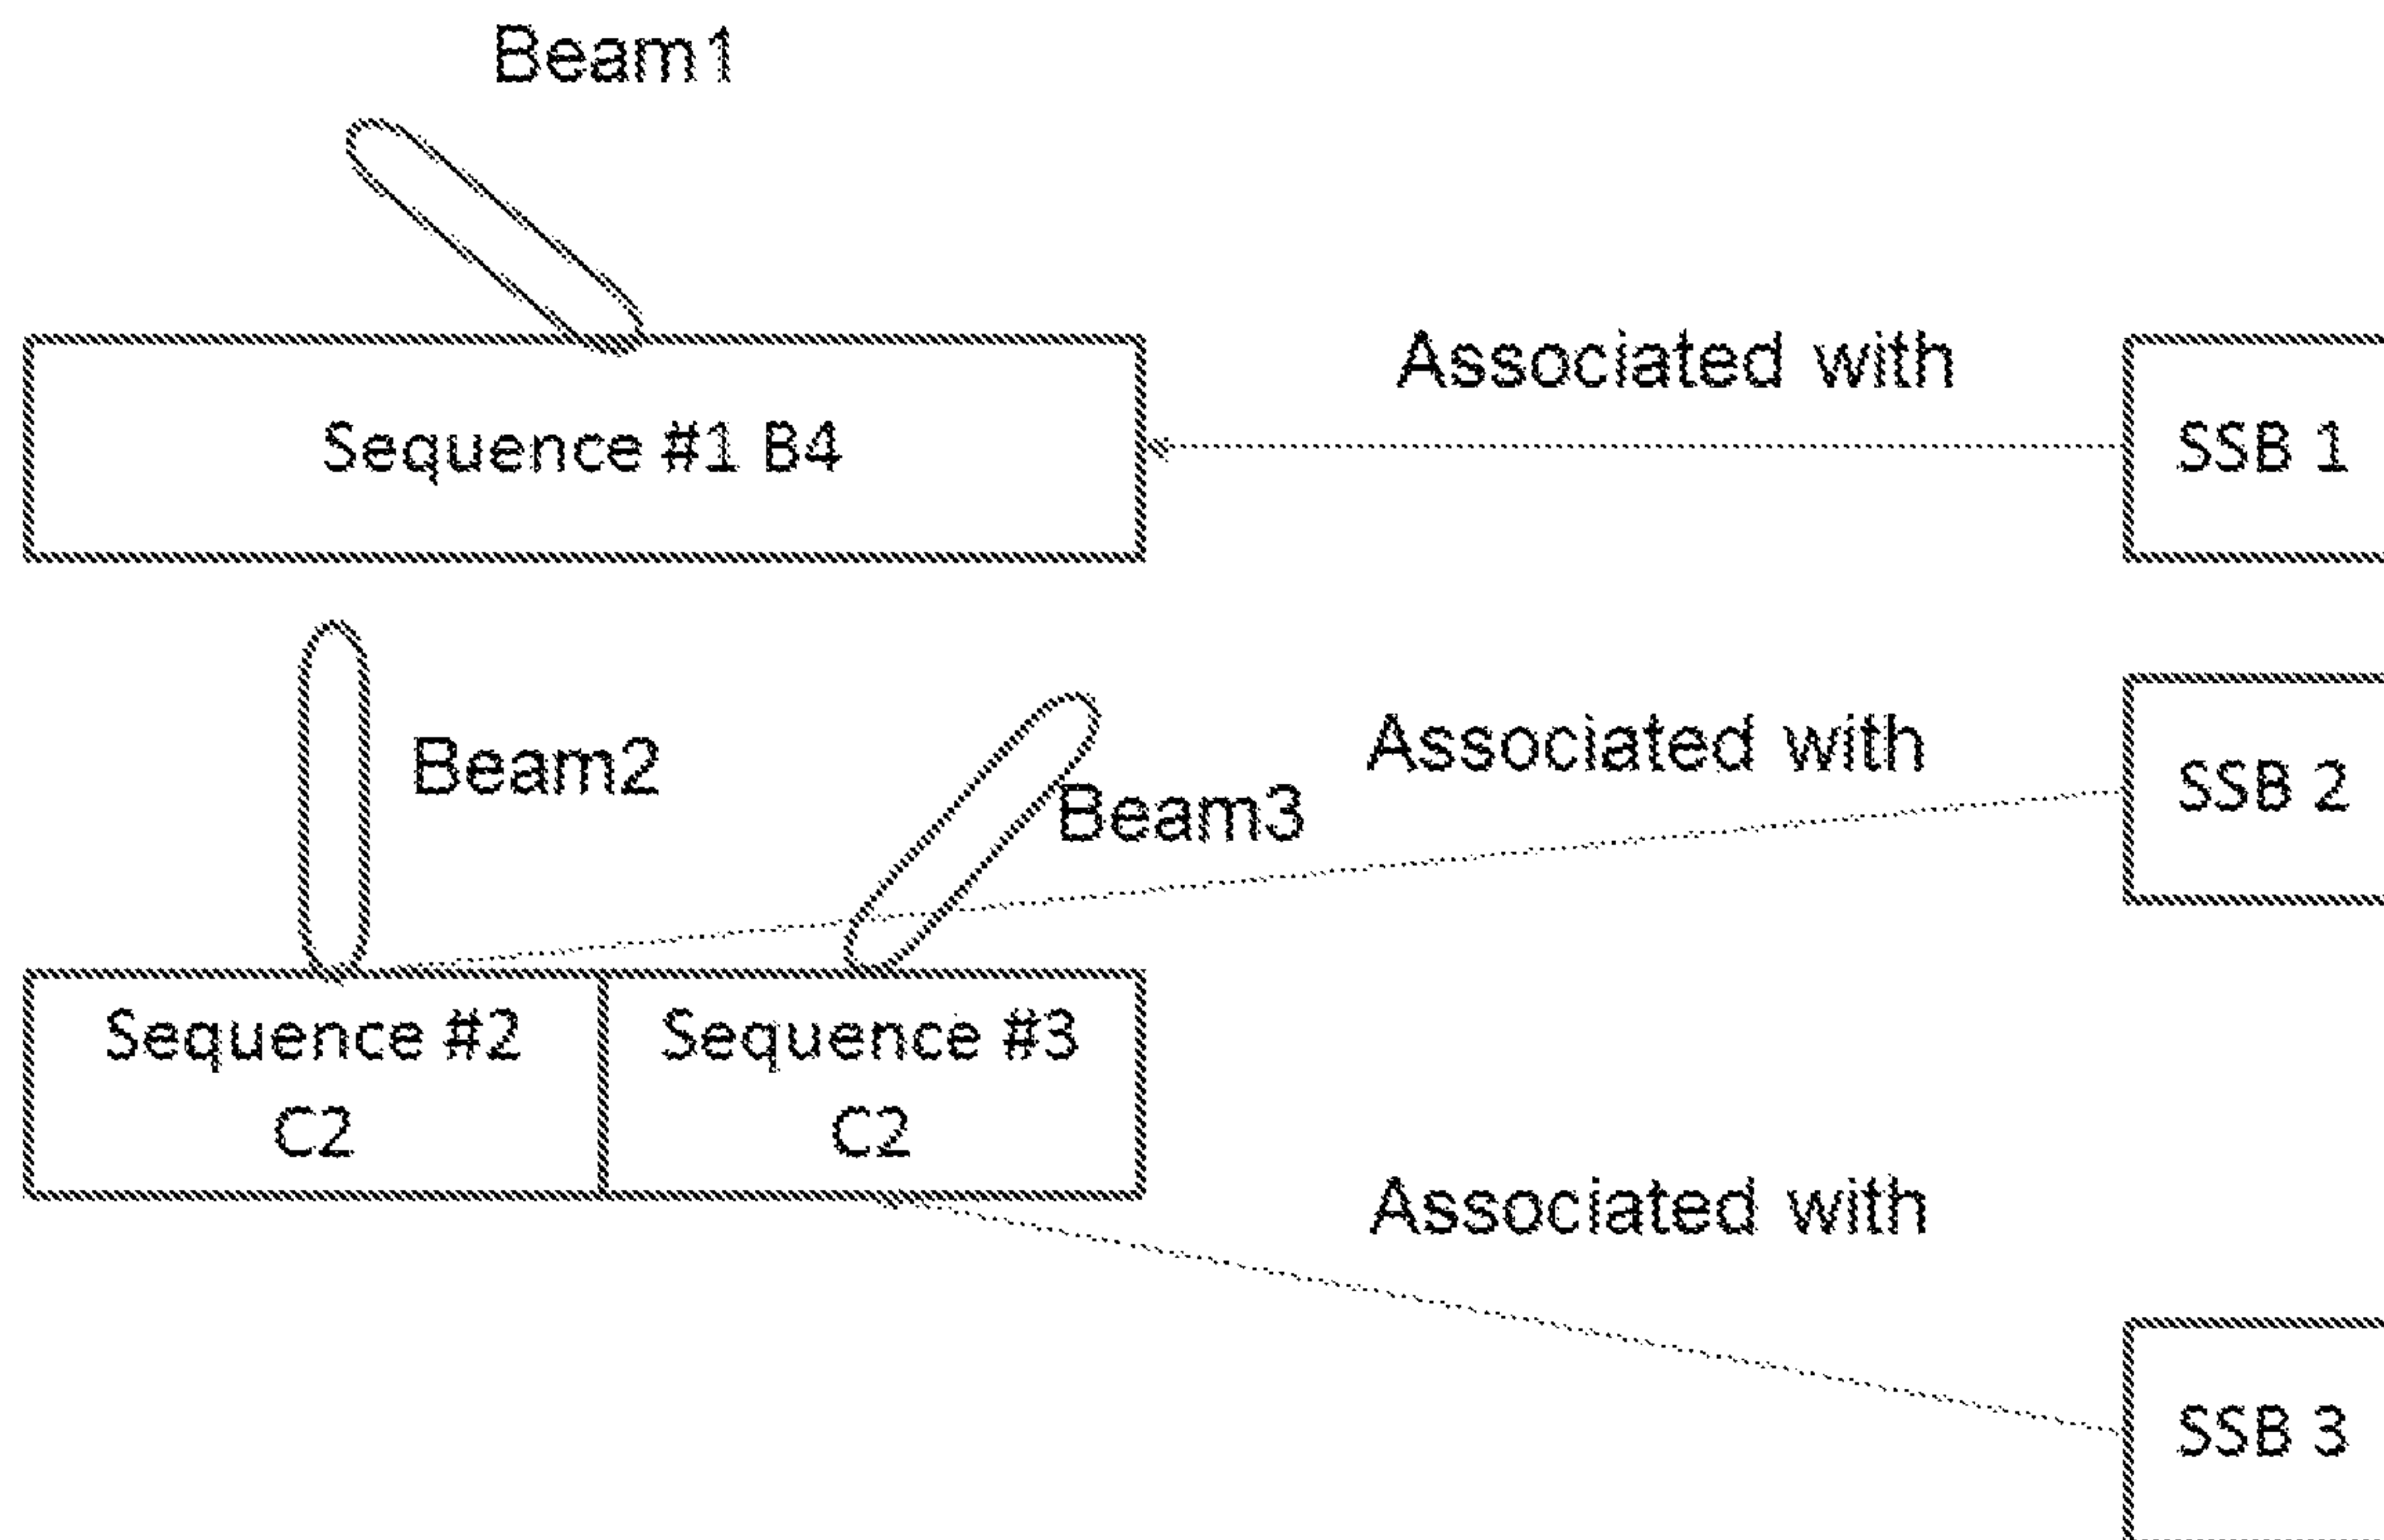 Beam1
Associated with
Sequence #1 B4
SSB 1
Beam2
Beam3
Associated with
SSB 2
Sequence #2
C2
Sequence #3
C2
Associated with
SSB 3